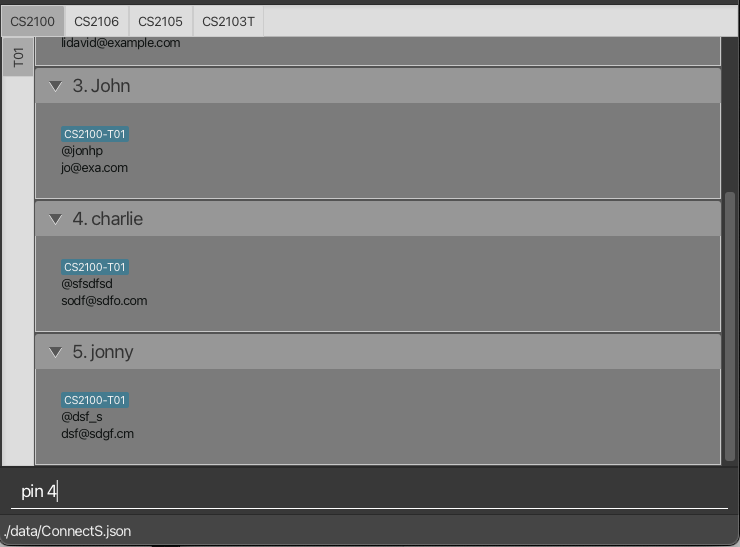 CS2100 CS2106 CS2105 CS2103T
T01
lidavid@example.com
3. John
CS2100-T01
@jonhp
jo@exa.com
4. charlie
CS2100-T01
@sfsdfsd
sodf@sdfo.com
5. jonny
CS2100-T01
@dsf_s
dsf@sdgf.cm
pin 4
./data/ConnectS.json